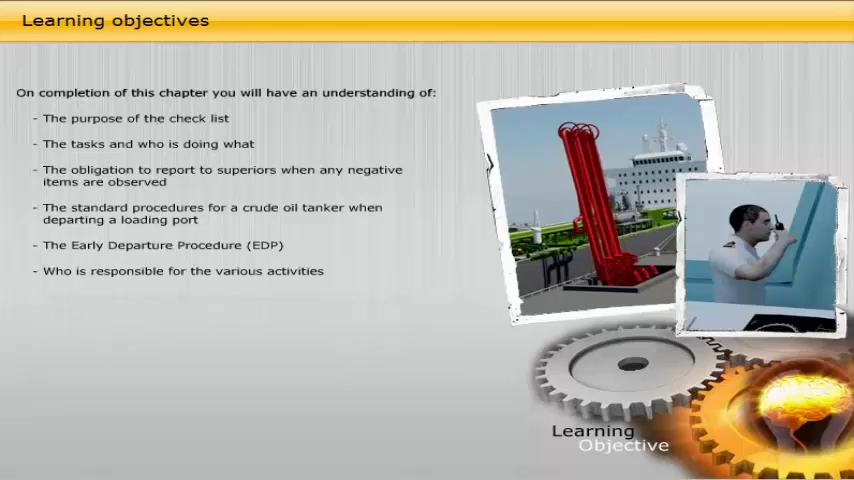 Learning objectives
On completion of this chapter you will have an understanding of:
- The purpose of the check list
- The tasks and who is doing what
- The obligation to report to superiors when any negative
items are observed
- The standard procedures for a crude oil tanker when
departing a loading port
- The Early Departure Procedure (EDP)
- Who is responsible for the various activities
Learning
Objective